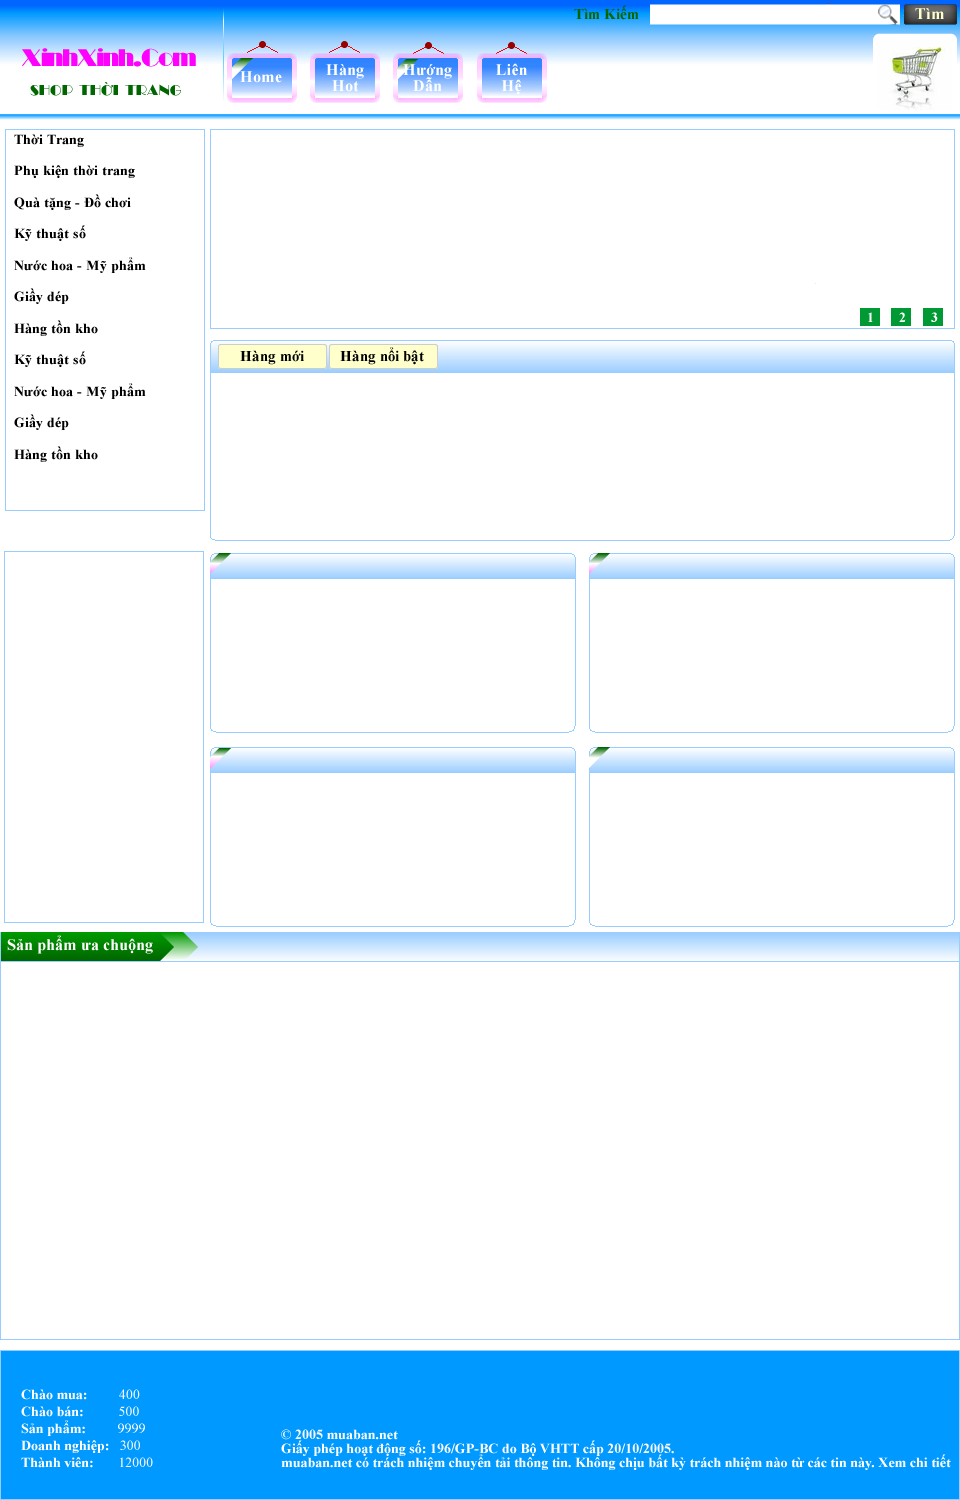 Tìm Kiếm
Tìm
XinhXinh.Com
SHOP THỜI TRANG
Home
Hàng
Hot
Hướng
Dẫn
Liên
Hệ
Thời Trang
Phụ kiện thời trang
Quà tặng - Đồ chơi
Kỹ thuật số
Nước hoa - Mỹ phẩm
Giầy dép
Hàng tồn kho
Kỹ thuật số
Nước hoa - Mỹ phẩm
Giầy dép
Hàng tồn kho
1 2 3
Hàng mới
Hàng nổi bật
Sản phẩm ưa chuộng
Chào mua: 400
Chào bán: 500
Sản phẩm: 9999
Doanh nghiệp: 300
Thành viên: 12000
© 2005 muaban.net
Giấy phép hoạt động số: 196/GP-BC do Bộ VHTT cấp 20/10/2005.
muaban.net có trách nhiệm chuyển tải thông tin. Không chịu bất kỳ trách nhiệm nào từ các tin này. Xem chi tiết